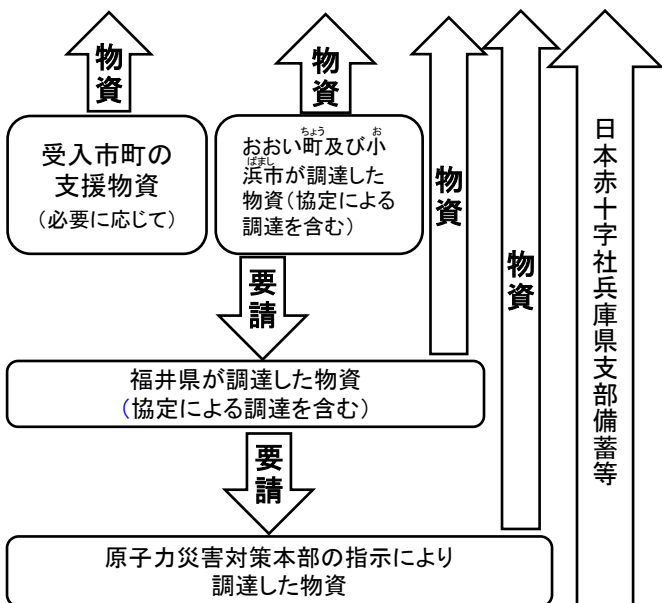 物資
物資
受入市町の
支援物資
（必要に応じて）
ちょう お
おおい町及び小
ばまし
浜市が調達した
物資（協定による
調達を含む）
物資
物資
日本赤十字社兵庫県支部備蓄等
要請
福井県が調達した物資
（協定による調達を含む）
要請
原子力災害対策本部の指示により
調達した物資